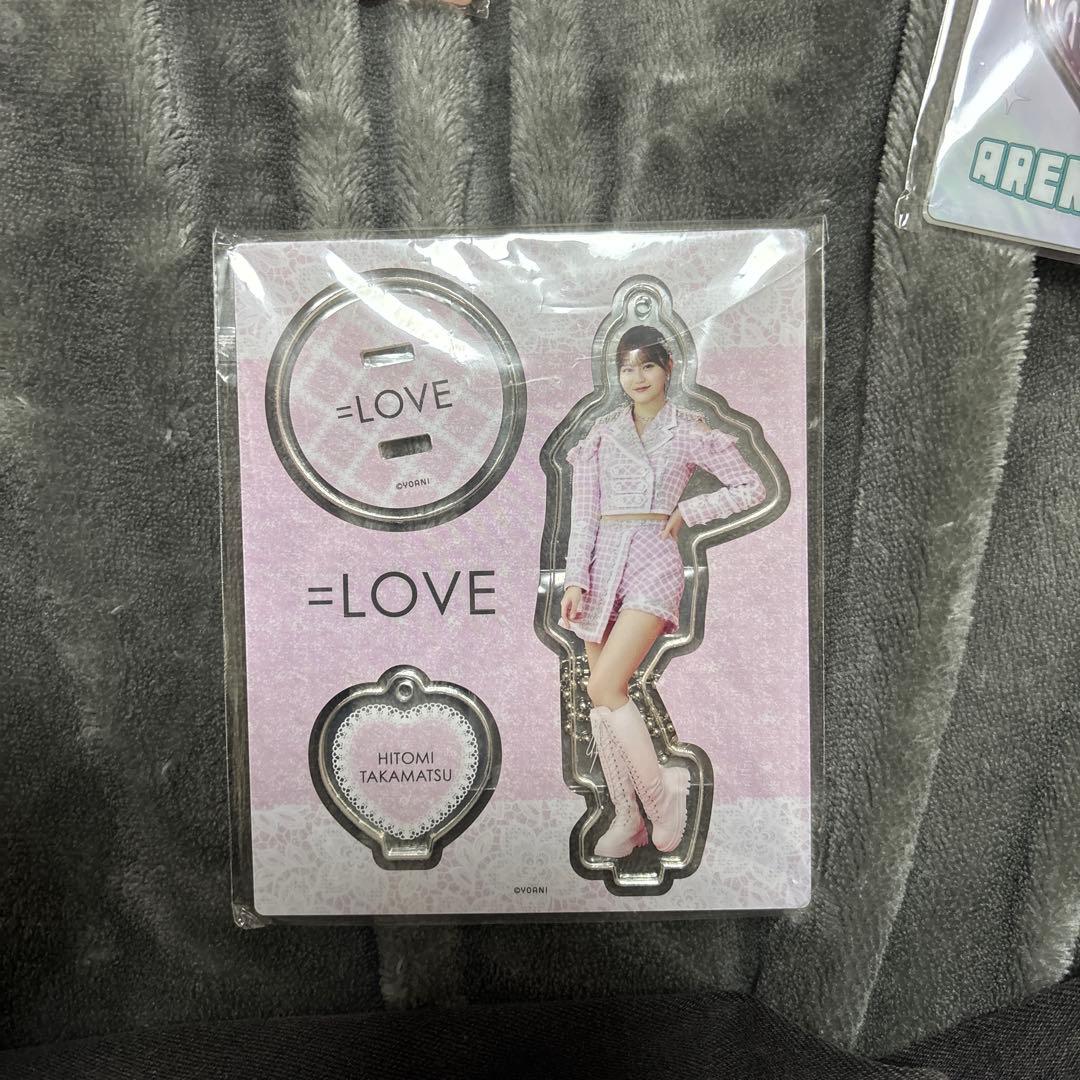 =LOVE
©YOANI
=LOVE
HITOMI
TAKAMATSU
©YOANI
AREN